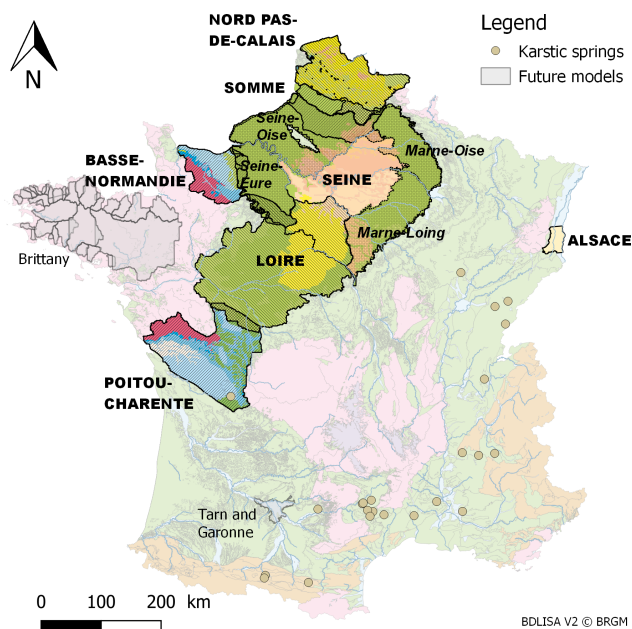 NORD PAS-
DE-CALAIS
Legend
Karstic springs
Future models
N
SOMME
Seine-
Oise
Marne-Oise
BASSE-
NORMANDIE
Seine-
Eure
SEINE
Marne-Loing
ALSACE
Brittany
LOIRE
POITOU-
CHARENTE
Tarn and
Garonne
0 100 200 km
BDLISA V2 © BRGM